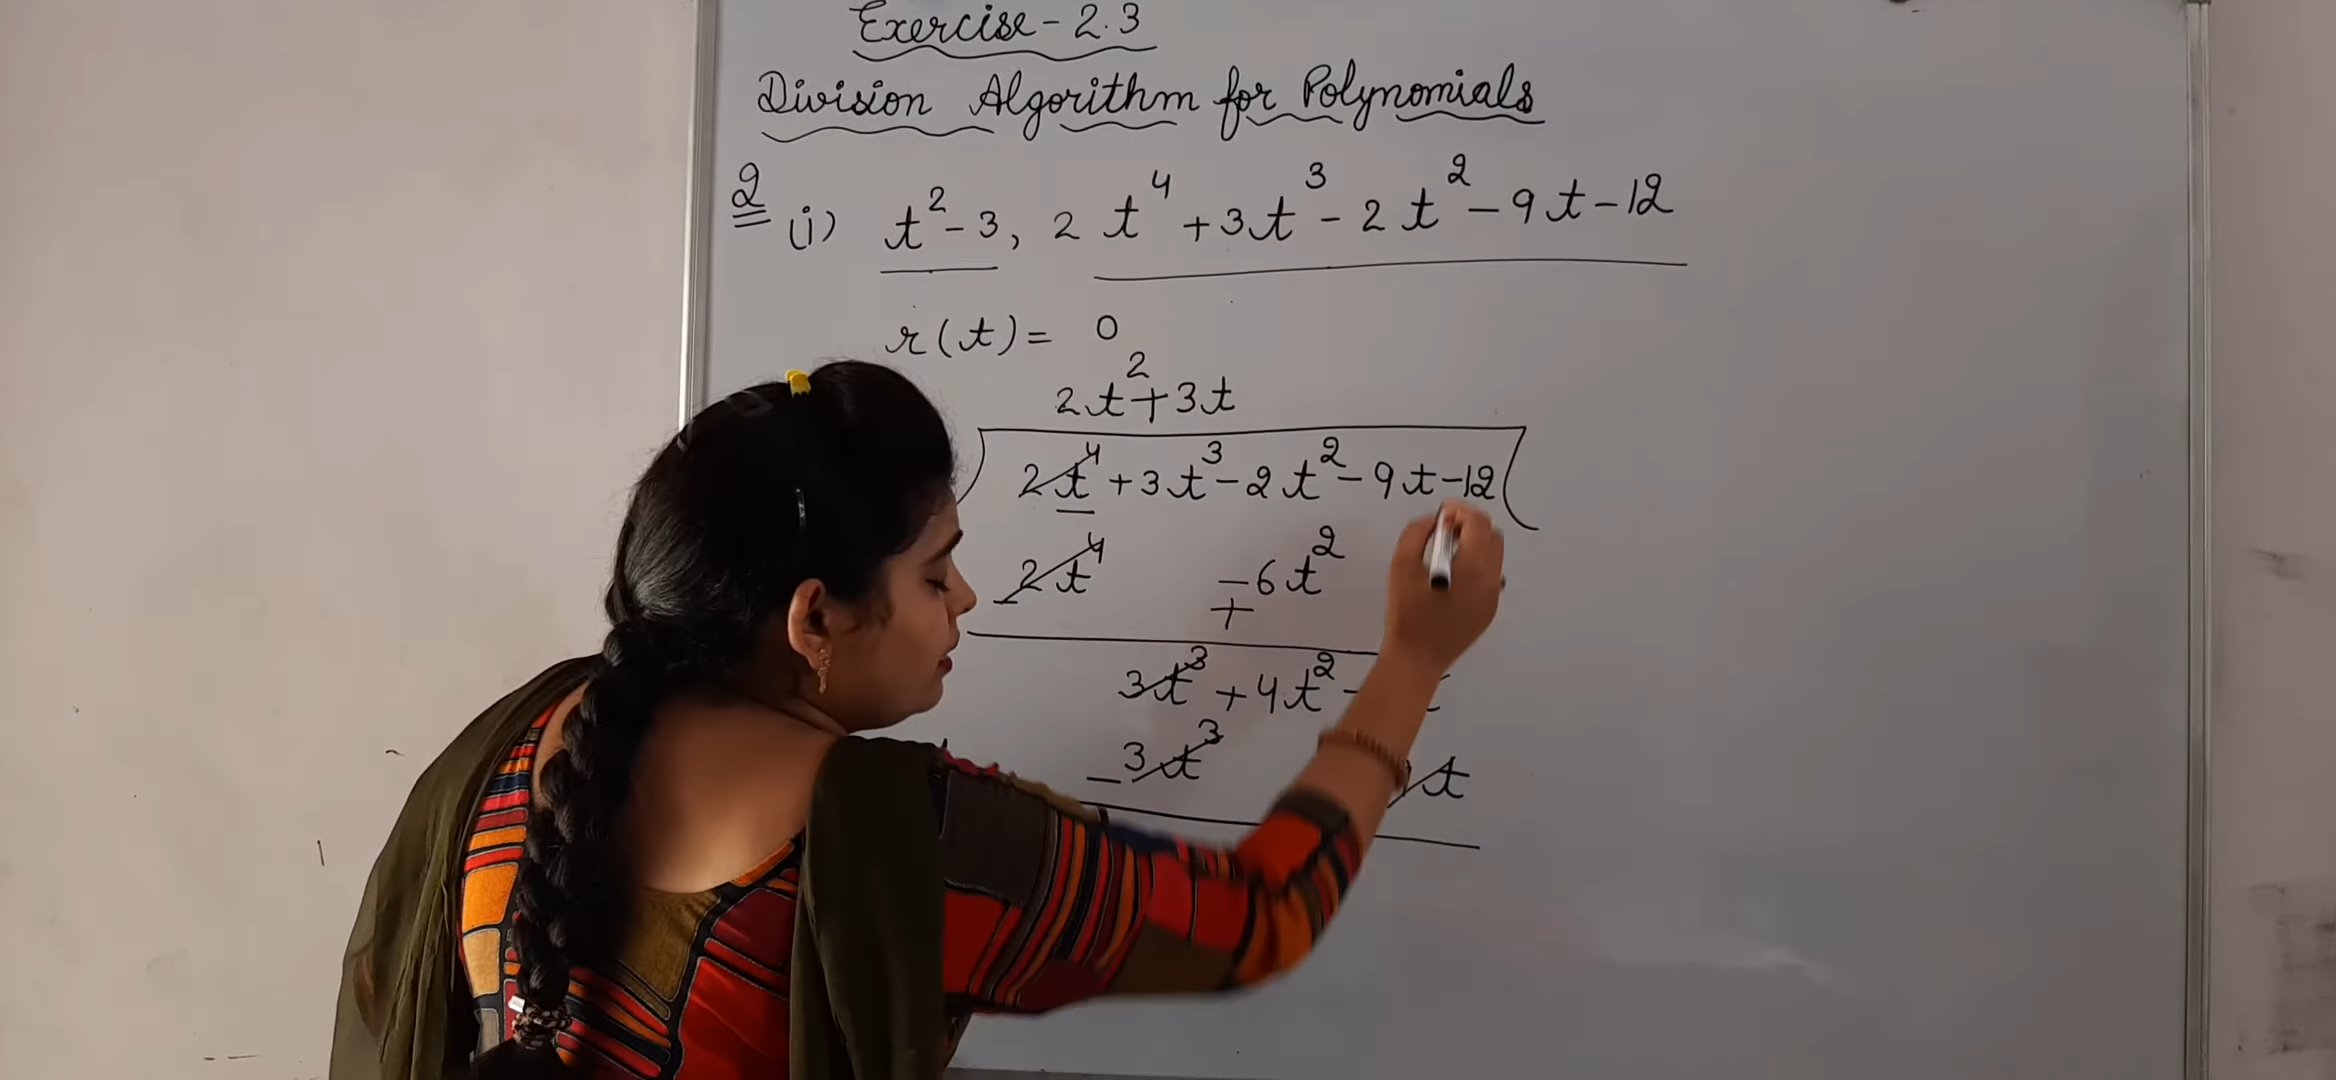 Exercise - 2.3
Division Algorithm for Polynomials
2 (i) t² - 3, 2t⁴ + 3t³ - 2t² - 9t - 12
r(t) = 0
2t² + 3t
2t⁴ + 3t³ - 2t² - 9t - 12
2t⁴ - 6t²
- +
3t³ + 4t² -
- 3t³ t